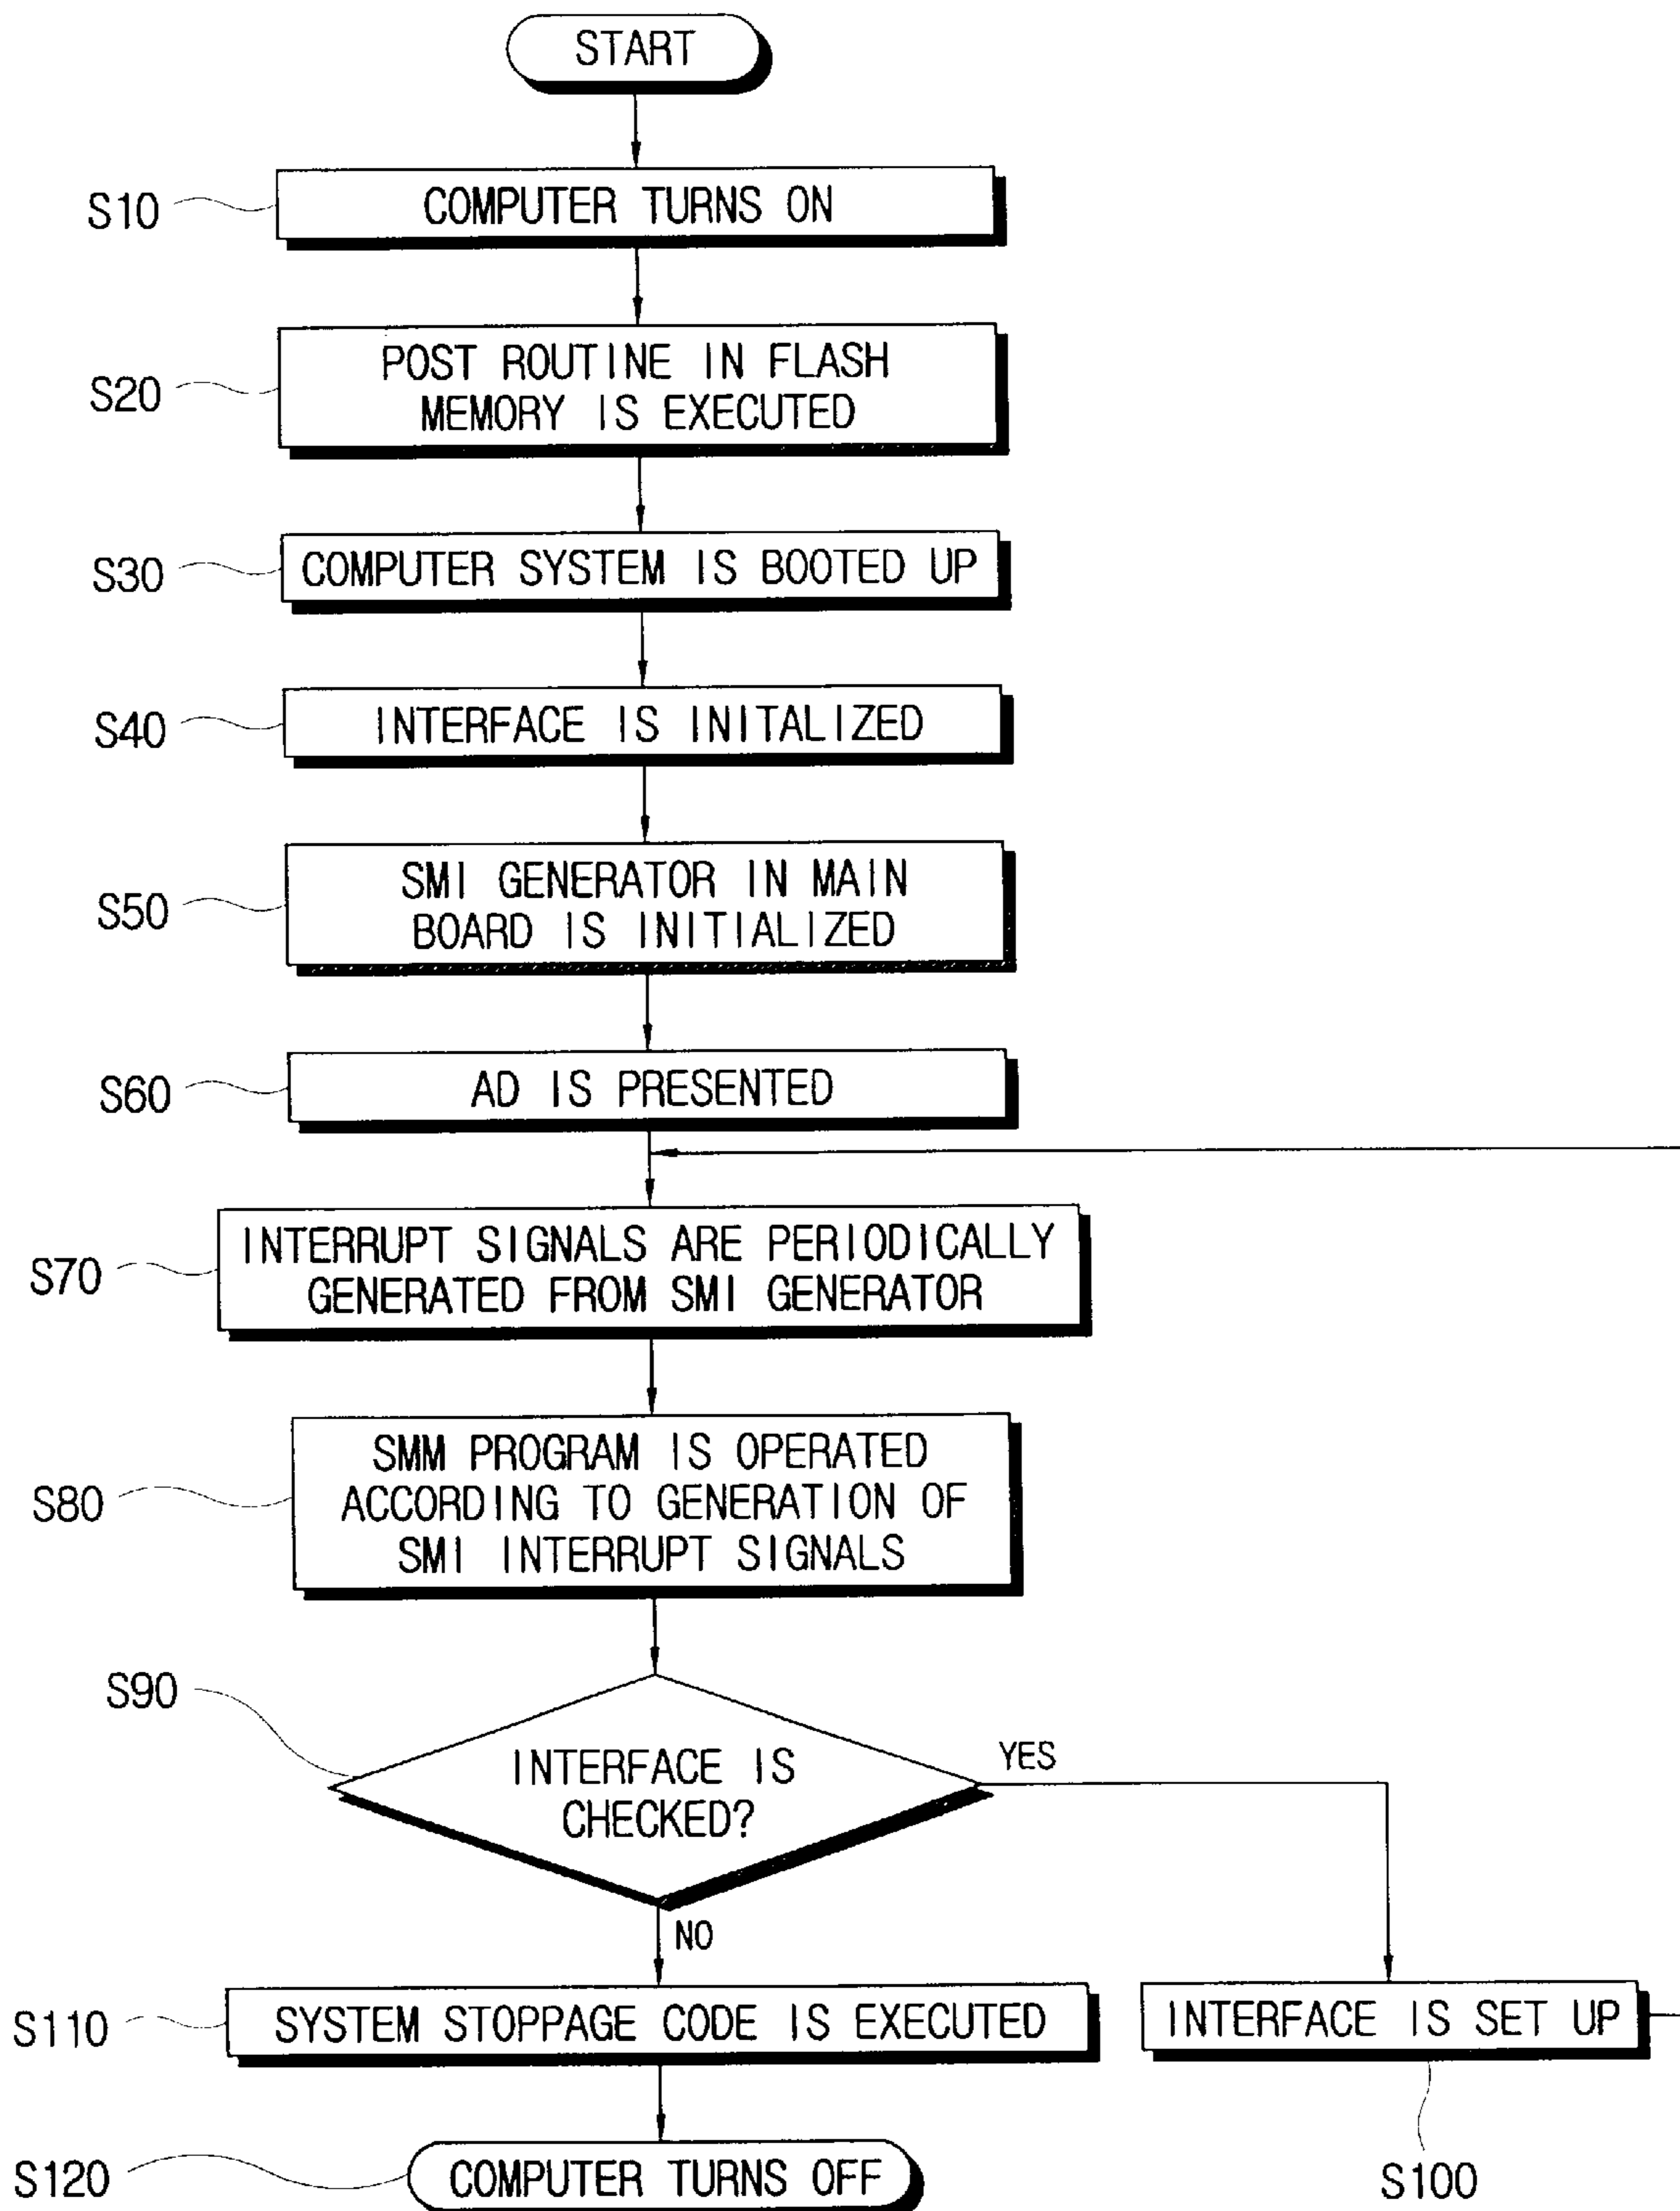 START
S10
COMPUTER TURNS ON
S20
POST ROUTINE IN FLASH
MEMORY IS EXECUTED
S30
COMPUTER SYSTEM IS BOOTED UP
S40
INTERFACE IS INITALIZED
S50
SMI GENERATOR IN MAIN
BOARD IS INITIALIZED
S60
AD IS PRESENTED
S70
INTERRUPT SIGNALS ARE PERIODICALLY
GENERATED FROM SMI GENERATOR
S80
SMM PROGRAM IS OPERATED
ACCORDING TO GENERATION OF
SMI INTERRUPT SIGNALS
S90
INTERFACE IS
CHECKED?
YES
NO
S110
SYSTEM STOPPAGE CODE IS EXECUTED
INTERFACE IS SET UP
S100
S120
COMPUTER TURNS OFF